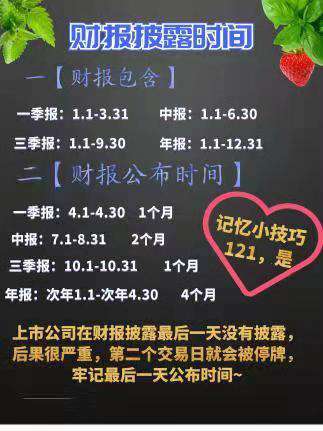 财报披露时间
一【财报包含】
一季报：1.1-3.31 中报：1.1-6.30
三季报：1.1-9.30 年报：1.1-12.31
二【财报公布时间】
一季报：4.1-4.30 1个月
中报：7.1-8.31 2个月
三季报：10.1-10.31 1个月
年报：次年1.1-次年4.30 4个月
记忆小技巧
121，是
上市公司在财报披露最后一天没有披露，
后果很严重，第二个交易日就会被停牌，
牢记最后一天公布时间~